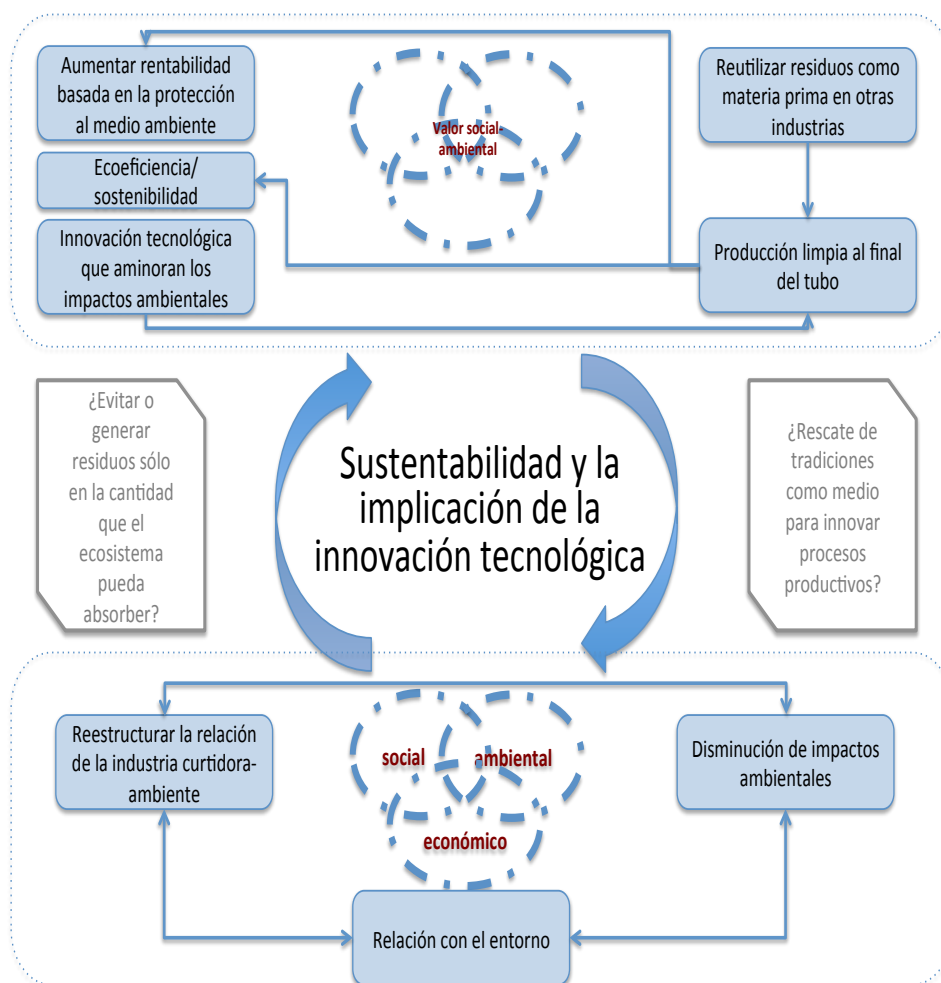 Aumentar rentabilidad
basada en la protección
al medio ambiente
Valor social-
ambiental
Reutilizar residuos como
materia prima en otras
industrias
Ecoeficiencia/
sostenibilidad
Innovación tecnológica
que aminoran los
impactos ambientales
Producción limpia al final
del tubo
¿Evitar o
generar
residuos sólo
en la cantidad
que el
ecosistema
pueda
absorber?
Sustentabilidad y la
implicación de la
innovación tecnológica
¿Rescate de
tradiciones
como medio
para innovar
procesos
productivos?
Reestructurar la relación
de la industria curtidora-
ambiente
social
ambiental
económico
Disminución de impactos
ambientales
Relación con el entorno